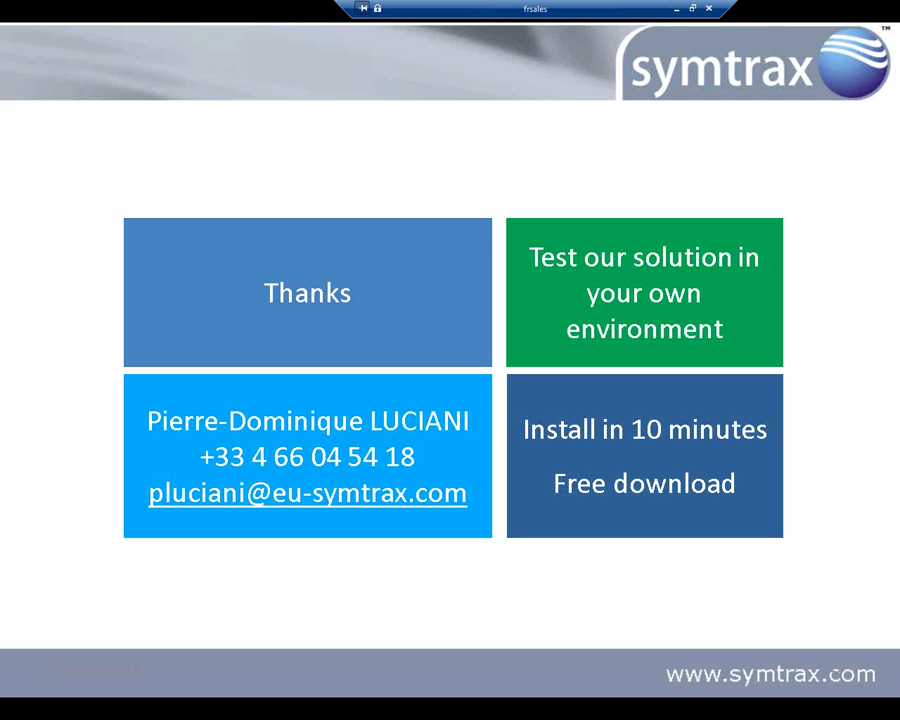 frsales
symtrax™
Thanks
Test our solution in
your own
environment
Pierre-Dominique LUCIANI
+33 4 66 04 54 18
pluciani@eu-symtrax.com
Install in 10 minutes
Free download
www.symtrax.com